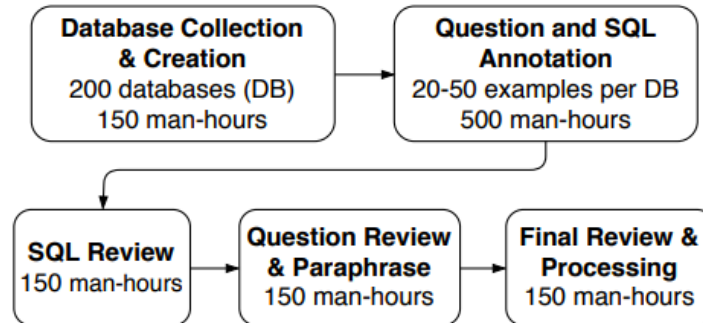 Database Collection
& Creation
200 databases (DB)
150 man-hours
Question and SQL
Annotation
20-50 examples per DB
500 man-hours
SQL Review
150 man-hours
Question Review
& Paraphrase
150 man-hours
Final Review &
Processing
150 man-hours